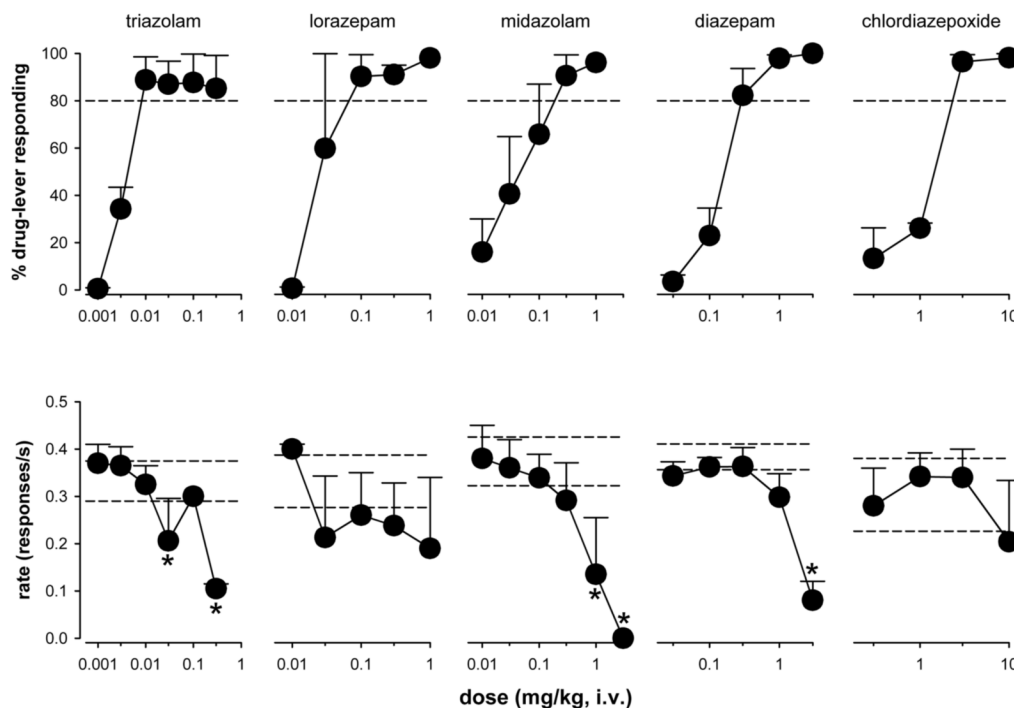 triazolam lorazepam midazolam diazepam chlordiazepoxide
% drug-lever responding
100
80
60
40
20
0
0.001 0.01 0.1 1
0.01 0.1 1
0.01 0.1 1
0.1 1
1 10
rate (responses/s)
0.5
0.4
0.3
0.2
0.1
0.0
* *
* *
*
0.001 0.01 0.1 1
0.01 0.1 1
0.01 0.1 1
0.1 1
1 10
dose (mg/kg, i.v.)